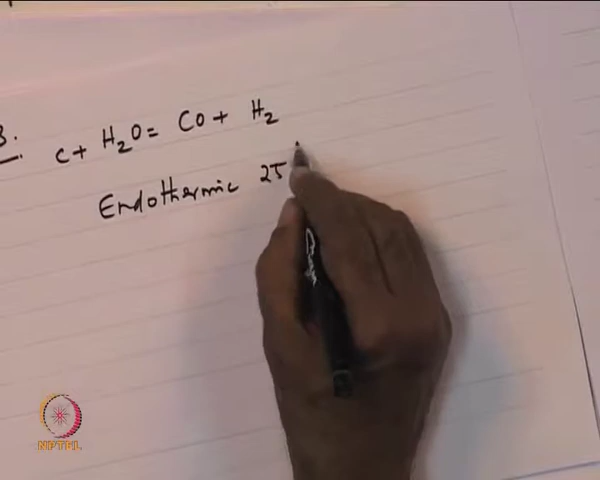 3.
C + H₂O = CO + H₂
Endothermic 25
NPTEL